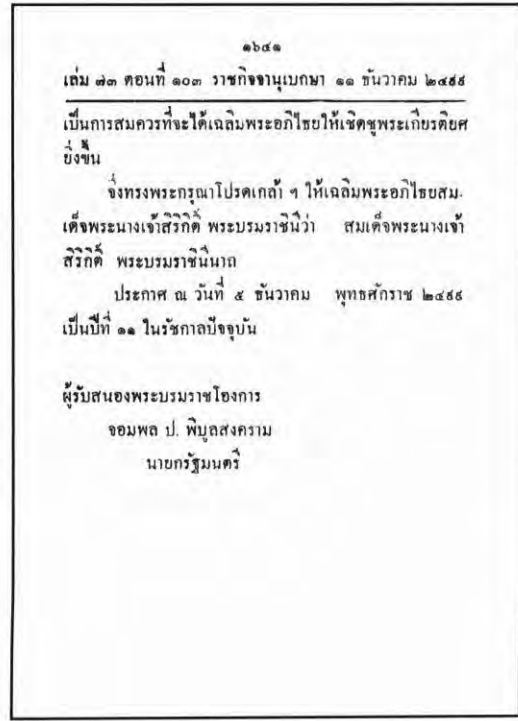 ๑๖๔๑
เล่ม ๗๓ ตอนที่ ๑๐๓ ราชกิจจานุเบกษา ๑๑ ธันวาคม ๒๔๙๙
เป็นการสมควรที่จะได้เฉลิมพระอภิไธยให้เชิดชูพระเกียรติยศ
ยิ่งขึ้น
จึ่งทรงพระกรุณาโปรดเกล้า ฯ ให้เฉลิมพระอภิไธยสม-
เด็จพระนางเจ้าสิริกิติ์ พระบรมราชินีว่า สมเด็จพระนางเจ้า
สิริกิติ์ พระบรมราชินีนาถ
ประกาศ ณ วันที่ ๕ ธันวาคม พุทธศักราช ๒๔๙๙
เป็นปีที่ ๑๑ ในรัชกาลปัจจุบัน
ผู้รับสนองพระบรมราชโองการ
จอมพล ป. พิบูลสงคราม
นายกรัฐมนตรี